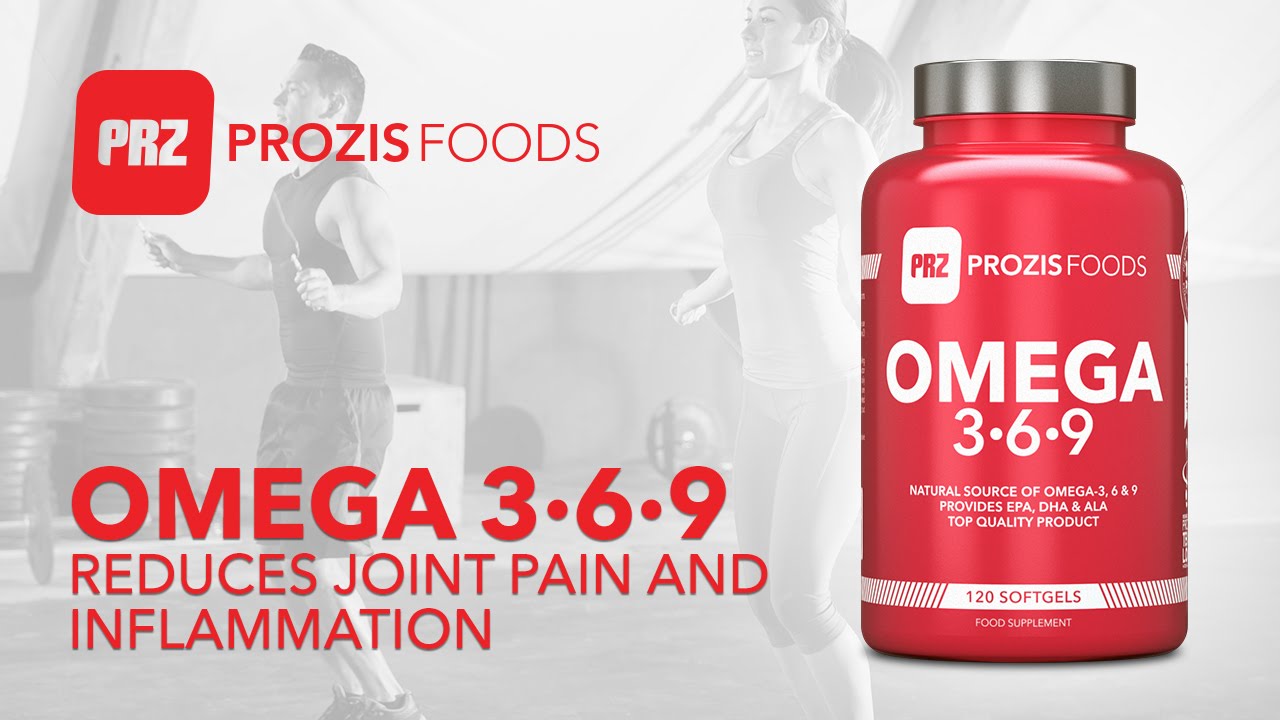 PRZ PROZIS FOODS
OMEGA 3•6•9
REDUCES JOINT PAIN AND
INFLAMMATION
PRZ PROZIS FOODS
OMEGA
3•6•9
NATURAL SOURCE OF OMEGA-3, 6 & 9
PROVIDES EPA, DHA & ALA
TOP QUALITY PRODUCT
120 SOFTGELS
FOOD SUPPLEMENT